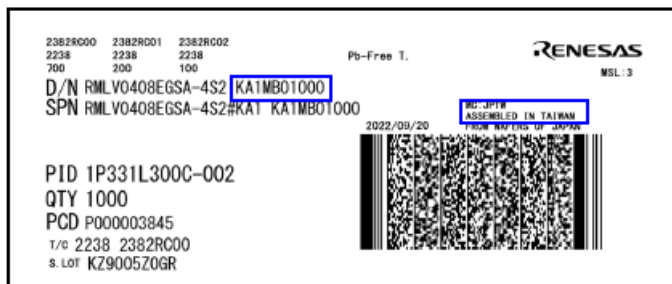 2382RC00 2382RC01 2382RC02
2238 2238 2238
700 200 100
Pb-Free T.
RENESAS
MSL:3
D/N RMLV0408EGSA-4S2 KA1MB01000
SPN RMLV0408EGSA-4S2#KA1 KA1MB01000
MC:JPTW
ASSEMBLED IN TAIWAN
2022/09/20 FROM WAFERS OF JAPAN
PID 1P331L300C-002
QTY 1000
PCD P000003845
T/C 2238 2382RC00
S.LOT KZ9005Z0GR